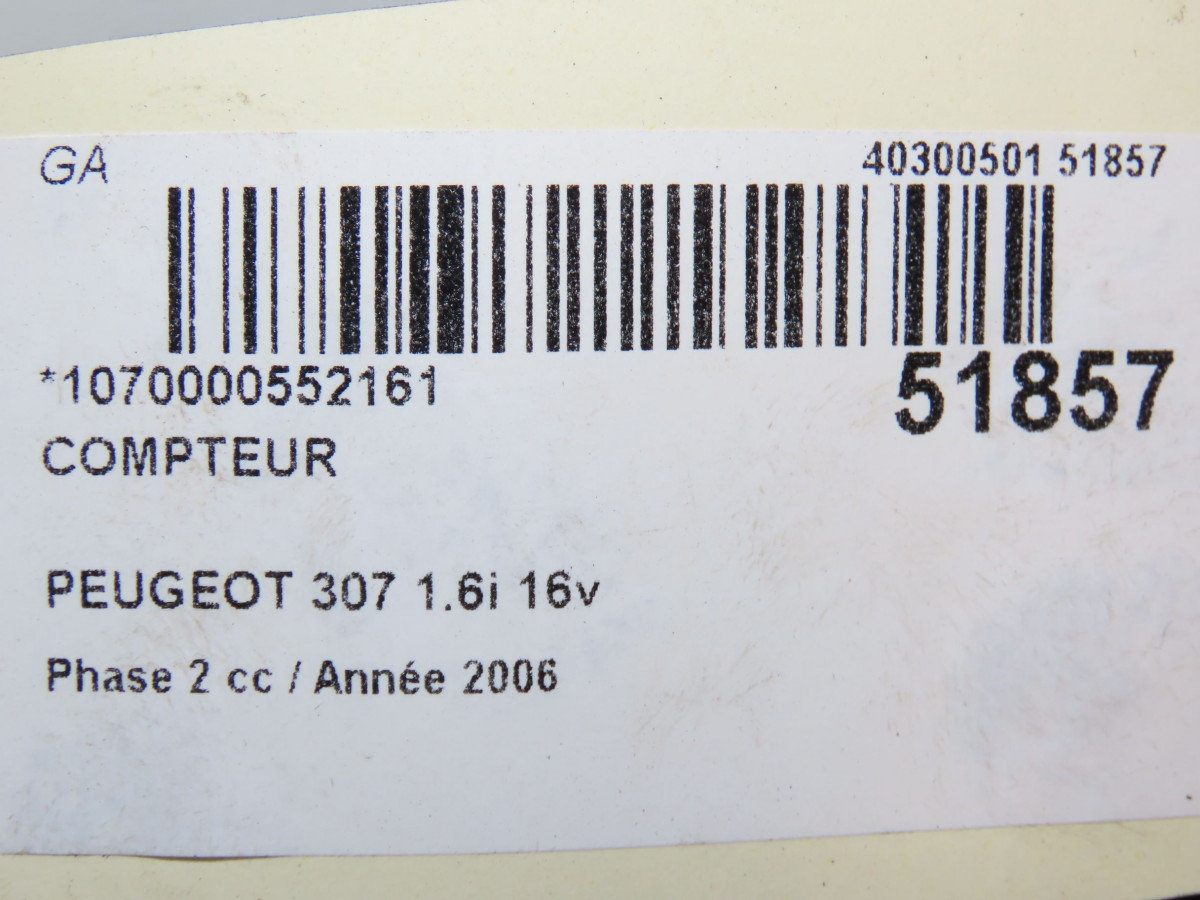 GA
40300501 51857
*1070000552161
51857
COMPTEUR
PEUGEOT 307 1.6i 16v
Phase 2 cc / Année 2006